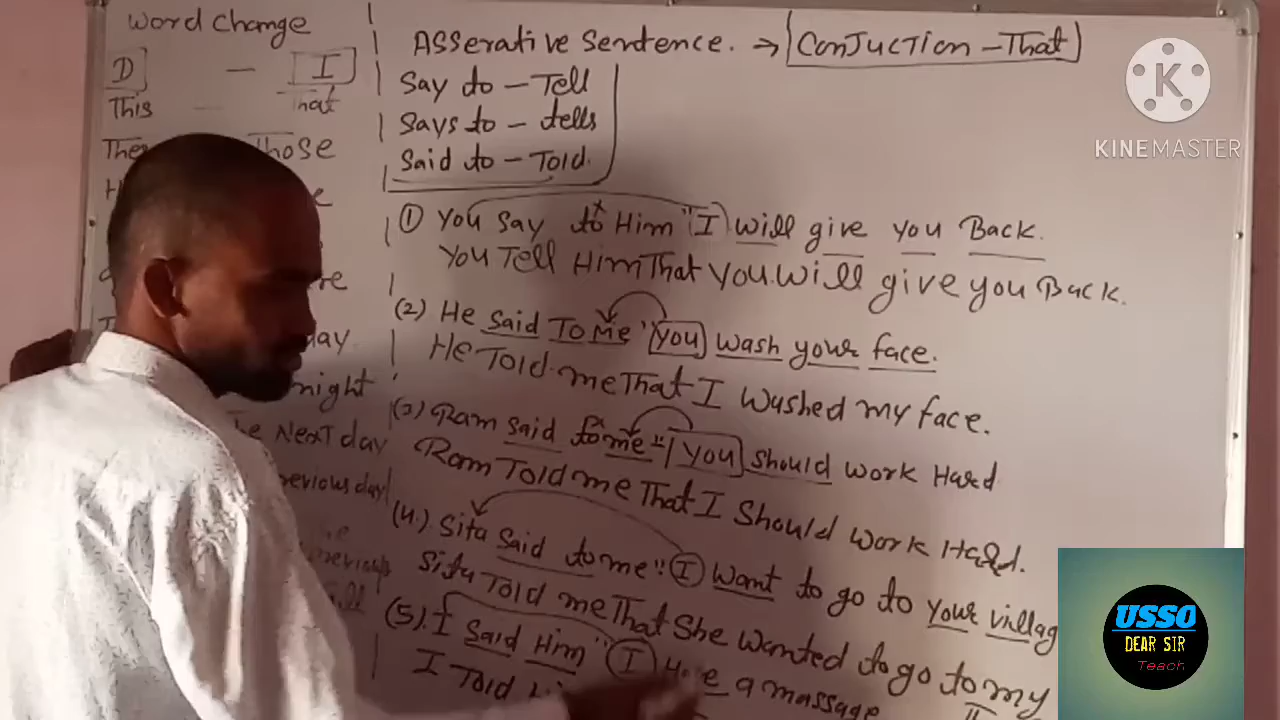 Word Change
D — I
This — That
Those
night
The Next day
Asserative Sentence. → Conjuction - That
Say to - Tell
Says to - tells
Said to - Told.
(1) You say to Him "I will give you Back.
You Tell Him That you will give you Back.
(2) He Said To Me "you wash your face.
He Told me That I washed my face.
(3) Ram said to me "you should work Hard
Ram Told me That I Should work Hard.
(4.) Sita Said to me "I want to go to your villag
Sita Told me That She wanted to go to my
(5). I Said Him "I Have a massage
I Told
KINEMASTER
USSO
DEAR SIR
Teach